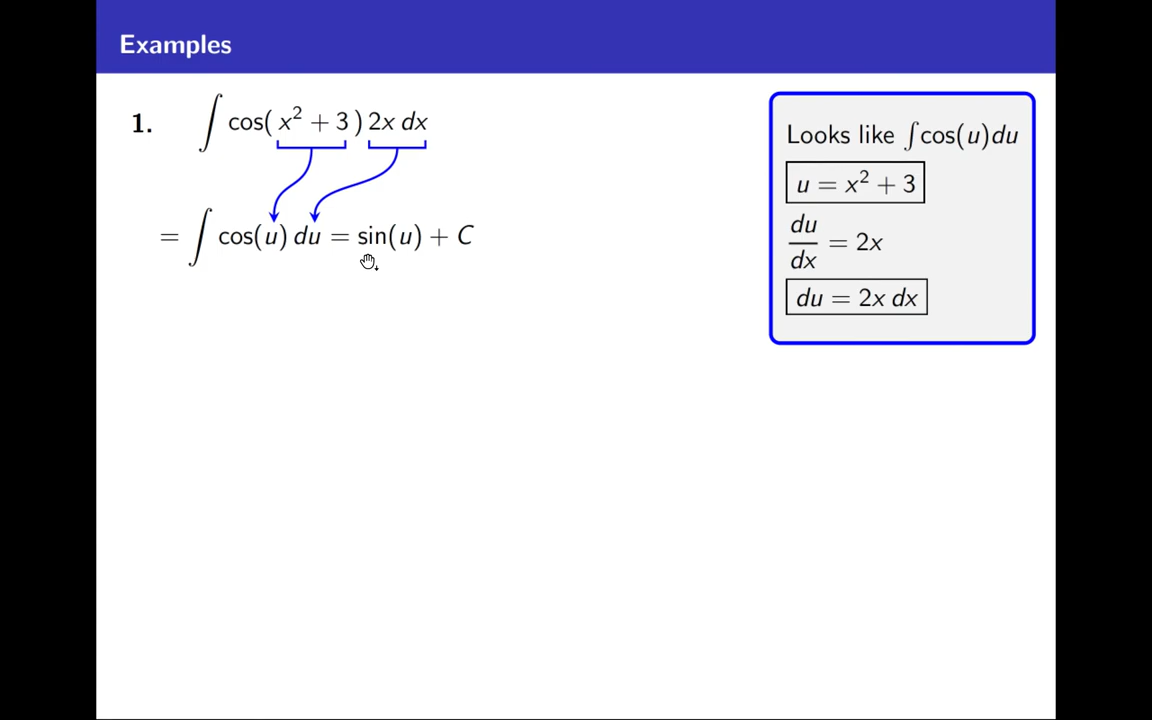 Examples
1. ∫ cos( x² + 3 ) 2x dx
= ∫ cos(u) du = sin(u) + C
Looks like ∫cos(u)du
u = x² + 3
du/dx = 2x
du = 2x dx